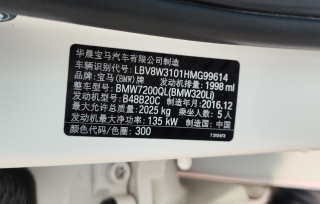 华晨宝马汽车有限公司制造
车辆识别代号:LBV8W3101HMG99614
品牌:宝马(BMW)牌 发动机排量:1998 ml
整车型号:BMW7200QL(BMW320Li)
发动机型号:B48B20C 制造年月:2016.12
最大允许总质量:2025 kg 乘坐人数:5 人
发动机最大净功率:135 kW 制造国:中国
颜色代码/色圈:300